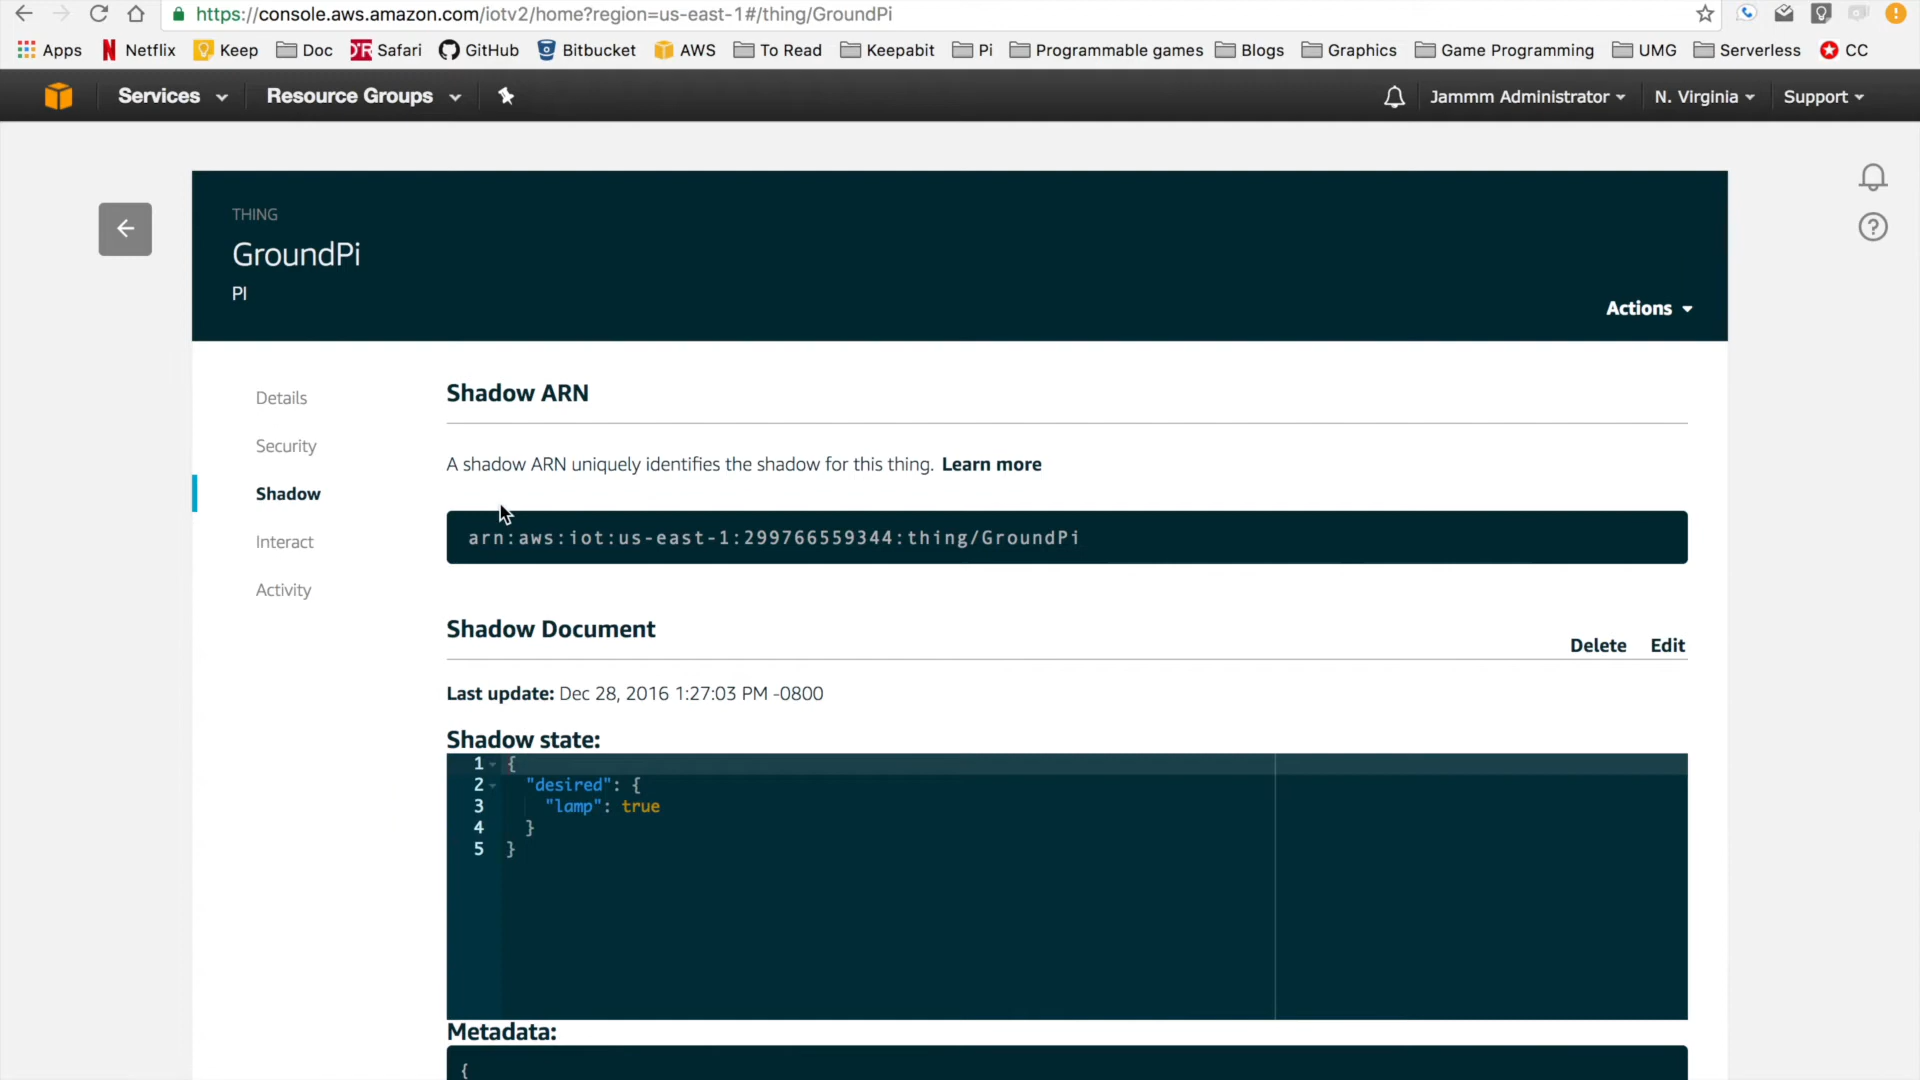 https://console.aws.amazon.com/iotv2/home?region=us-east-1#/thing/GroundPi
Apps Netflix Keep Doc Safari GitHub Bitbucket AWS To Read Keepabit Pi Programmable games Blogs Graphics Game Programming UMG Serverless CC
Services Resource Groups Jammm Administrator N. Virginia Support
THING
GroundPi
PI
Actions
Details
Security
Shadow
Interact
Activity
Shadow ARN
A shadow ARN uniquely identifies the shadow for this thing. Learn more
arn:aws:iot:us-east-1:299766559344:thing/GroundPi
Shadow Document
Delete Edit
Last update: Dec 28, 2016 1:27:03 PM -0800
Shadow state:
1 {
2 "desired": {
3 "lamp": true
4 }
5 }
Metadata:
{